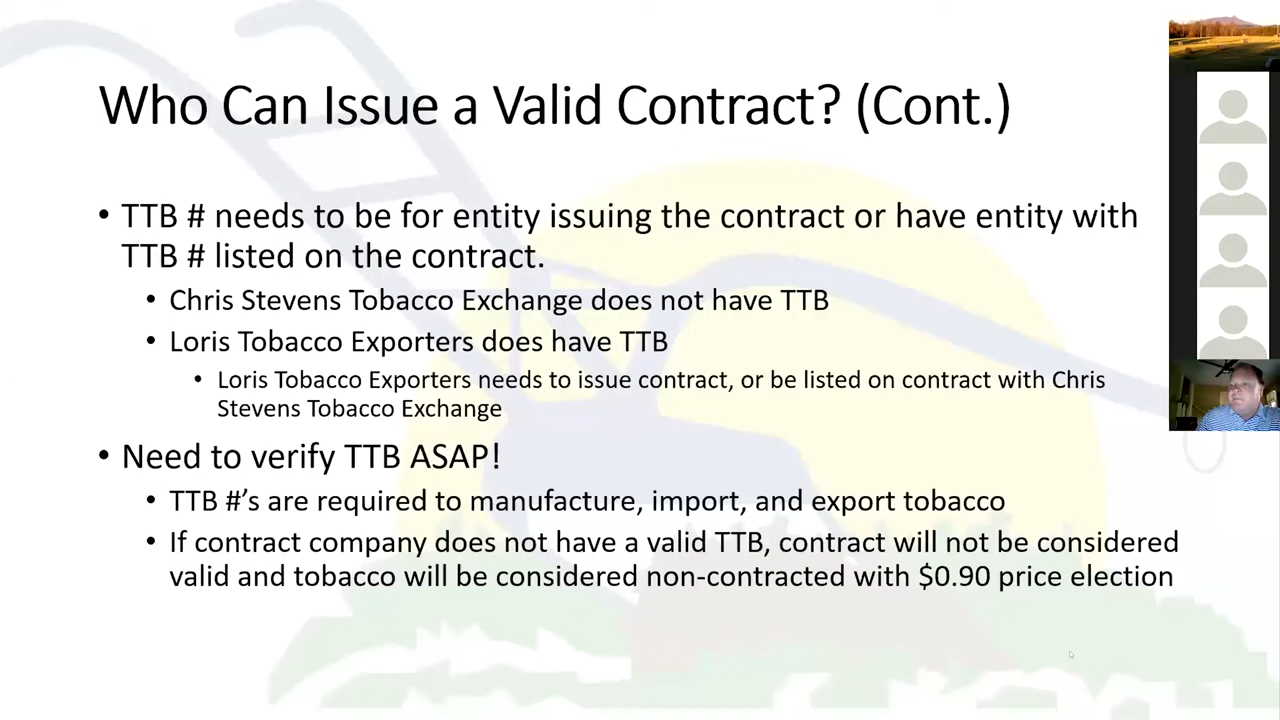 Who Can Issue a Valid Contract? (Cont.)
• TTB # needs to be for entity issuing the contract or have entity with
TTB # listed on the contract.
• Chris Stevens Tobacco Exchange does not have TTB
• Loris Tobacco Exporters does have TTB
• Loris Tobacco Exporters needs to issue contract, or be listed on contract with Chris
Stevens Tobacco Exchange
• Need to verify TTB ASAP!
• TTB #’s are required to manufacture, import, and export tobacco
• If contract company does not have a valid TTB, contract will not be considered
valid and tobacco will be considered non-contracted with $0.90 price election